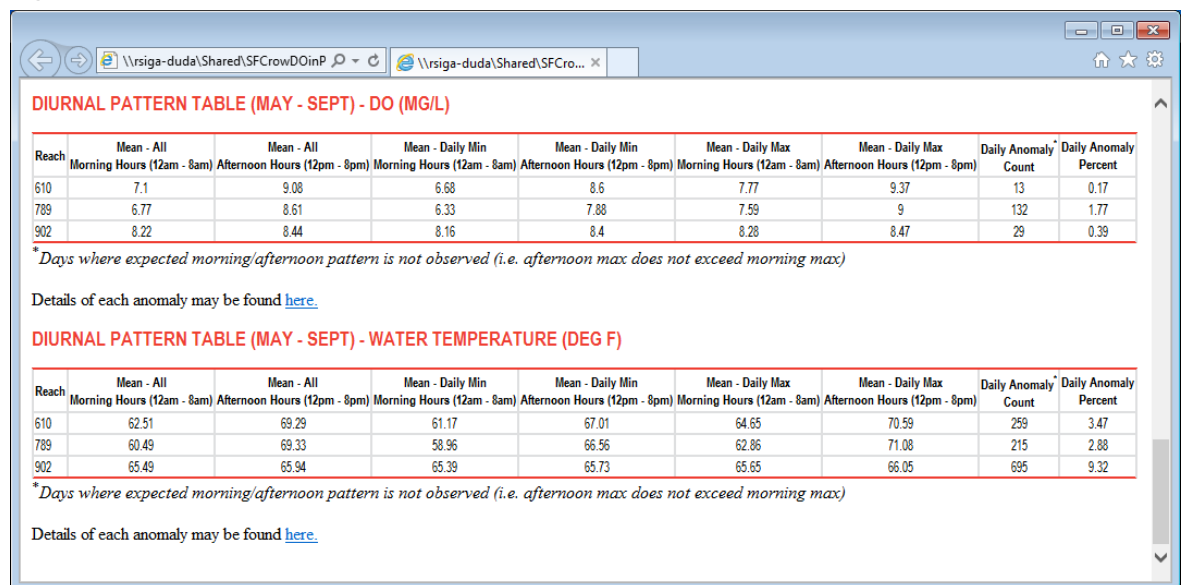 \\rsiga-duda\Shared\SFCrowDOinP
\\rsiga-duda\Shared\SFCro...
DIURNAL PATTERN TABLE (MAY - SEPT) - DO (MG/L)
Reach Mean - All Morning Hours (12am - 8am) Mean - All Afternoon Hours (12pm - 8pm) Mean - Daily Min Morning Hours (12am - 8am) Mean - Daily Min Afternoon Hours (12pm - 8pm) Mean - Daily Max Morning Hours (12am - 8am) Mean - Daily Max Afternoon Hours (12pm - 8pm) Daily Anomaly* Count Daily Anomaly Percent
610 7.1 9.08 6.68 8.6 7.77 9.37 13 0.17
789 6.77 8.61 6.33 7.88 7.59 9 132 1.77
902 8.22 8.44 8.16 8.4 8.28 8.47 29 0.39
*Days where expected morning/afternoon pattern is not observed (i.e. afternoon max does not exceed morning max)
Details of each anomaly may be found here.
DIURNAL PATTERN TABLE (MAY - SEPT) - WATER TEMPERATURE (DEG F)
Reach Mean - All Morning Hours (12am - 8am) Mean - All Afternoon Hours (12pm - 8pm) Mean - Daily Min Morning Hours (12am - 8am) Mean - Daily Min Afternoon Hours (12pm - 8pm) Mean - Daily Max Morning Hours (12am - 8am) Mean - Daily Max Afternoon Hours (12pm - 8pm) Daily Anomaly* Count Daily Anomaly Percent
610 62.51 69.29 61.17 67.01 64.65 70.59 259 3.47
789 60.49 69.33 58.96 66.56 62.86 71.08 215 2.88
902 65.49 65.94 65.39 65.73 65.65 66.05 695 9.32
*Days where expected morning/afternoon pattern is not observed (i.e. afternoon max does not exceed morning max)
Details of each anomaly may be found here.